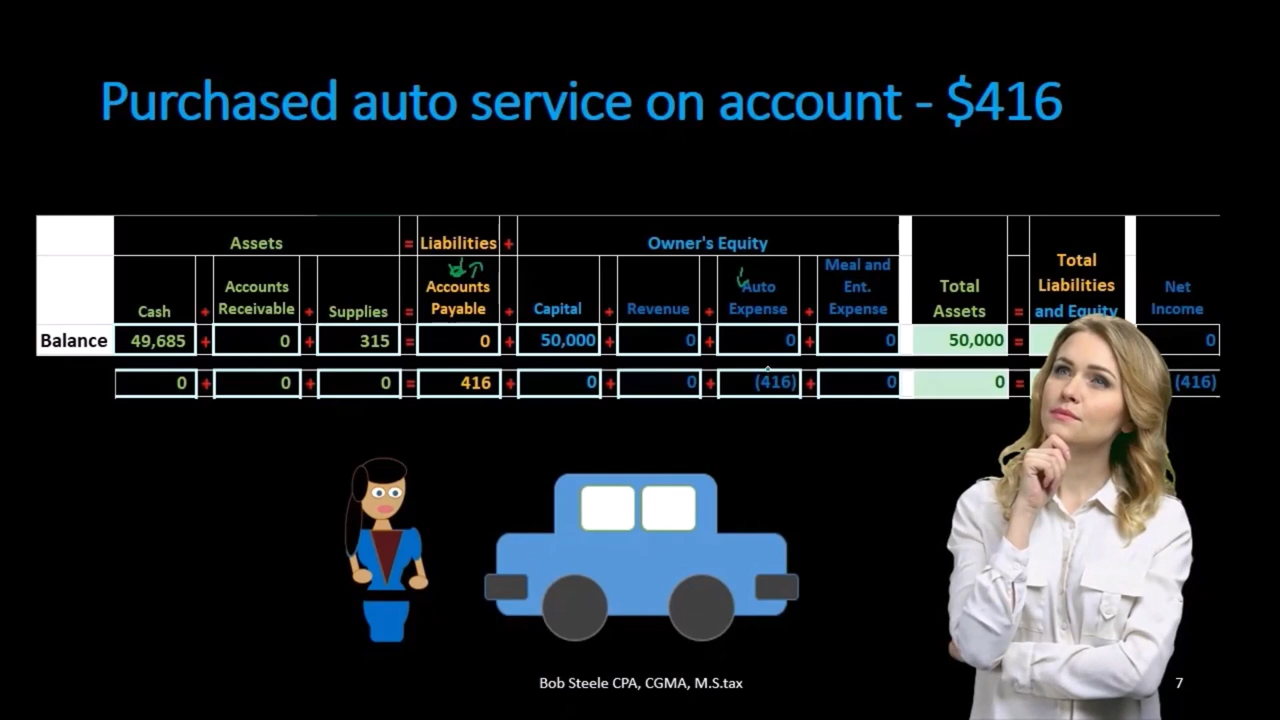 Purchased auto service on account - $416
Assets = Liabilities + Owner's Equity
Cash + Accounts Receivable + Supplies = Accounts Payable + Capital + Revenue + Auto Expense + Meal and Ent. Expense Total Assets = Total Liabilities and Equity Net Income
Balance 49,685 + 0 + 315 = 0 + 50,000 + 0 + 0 + 0 50,000 = 0
0 + 0 + 0 = 416 + 0 + 0 + (416) + 0 0 = (416)
Bob Steele CPA, CGMA, M.S.tax
7